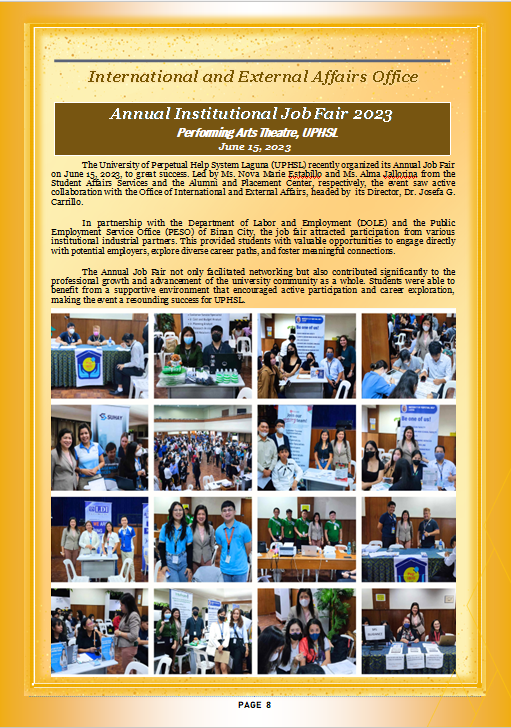 International and External Affairs Office
Annual Institutional Job Fair 2023
Performing Arts Theatre, UPHSL
June 15, 2023
The University of Perpetual Help System Laguna (UPHSL) recently organized its Annual Job Fair
on June 15, 2023, to great success. Led by Ms. Nova Marie Estabillo and Ms. Alma Jallorina from the
Student Affairs Services and the Alumni and Placement Center, respectively, the event saw active
collaboration with the Office of International and External Affairs, headed by its Director, Dr. Josefa G.
Carrillo.
In partnership with the Department of Labor and Employment (DOLE) and the Public
Employment Service Office (PESO) of Binan City, the job fair attracted participation from various
institutional industrial partners. This provided students with valuable opportunities to engage directly
with potential employers, explore diverse career paths, and foster meaningful connections.
The Annual Job Fair not only facilitated networking but also contributed significantly to the
professional growth and advancement of the university community as a whole. Students were able to
benefit from a supportive environment that encouraged active participation and career exploration,
making the event a resounding success for UPHSL.
be one of us!
Be one of us!
PAGE 8